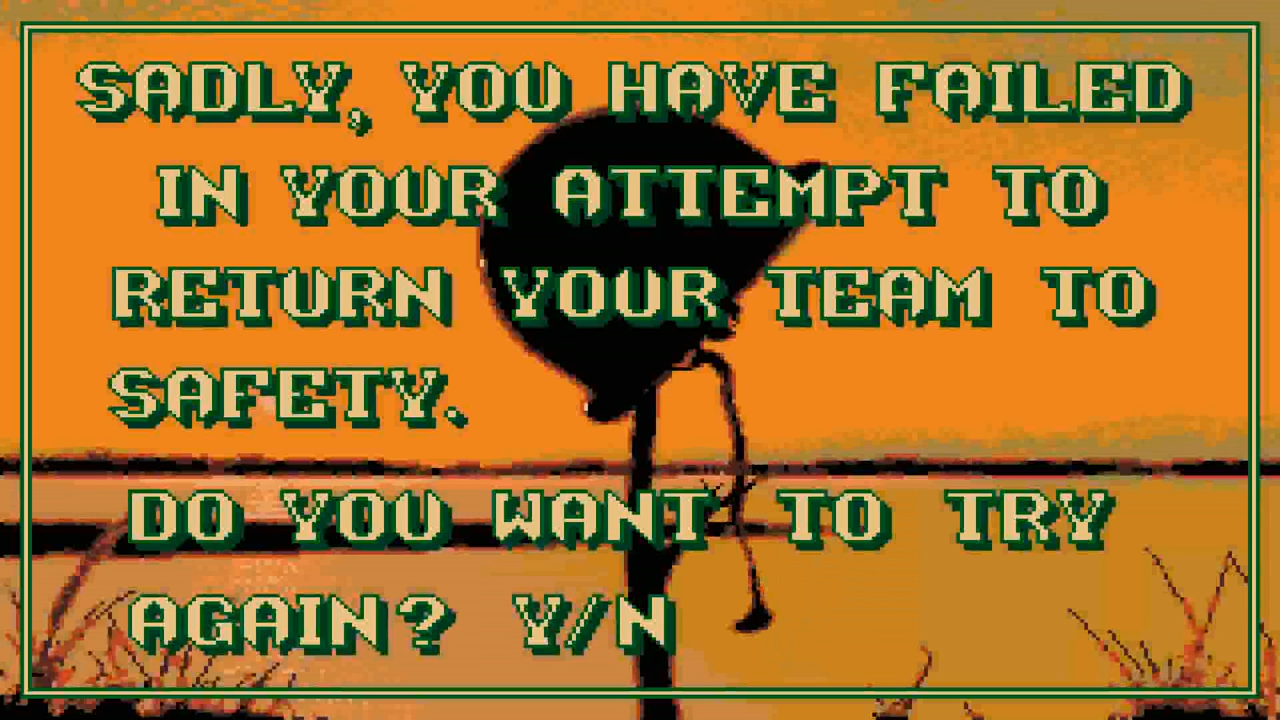 SADLY, YOU HAVE FAILED
IN YOUR ATTEMPT TO
RETURN YOUR TEAM TO
SAFETY.
DO YOU WANT TO TRY
AGAIN? Y/N